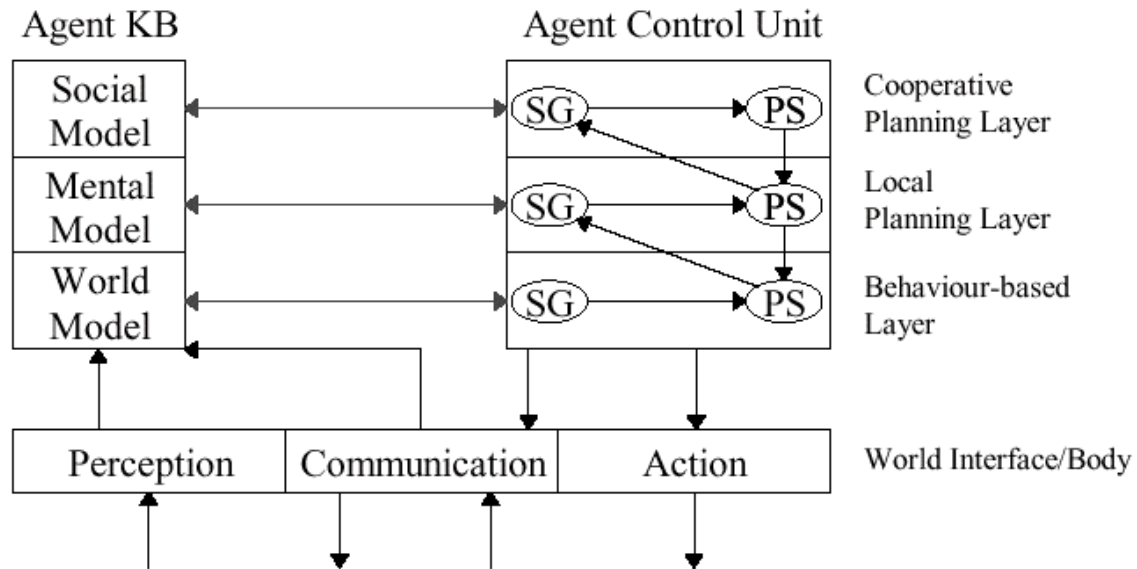 Agent KB
Agent Control Unit
Social
Model
SG
PS
Cooperative
Planning Layer
Mental
Model
SG
PS
Local
Planning Layer
World
Model
SG
PS
Behaviour-based
Layer
Perception
Communication
Action
World Interface/Body